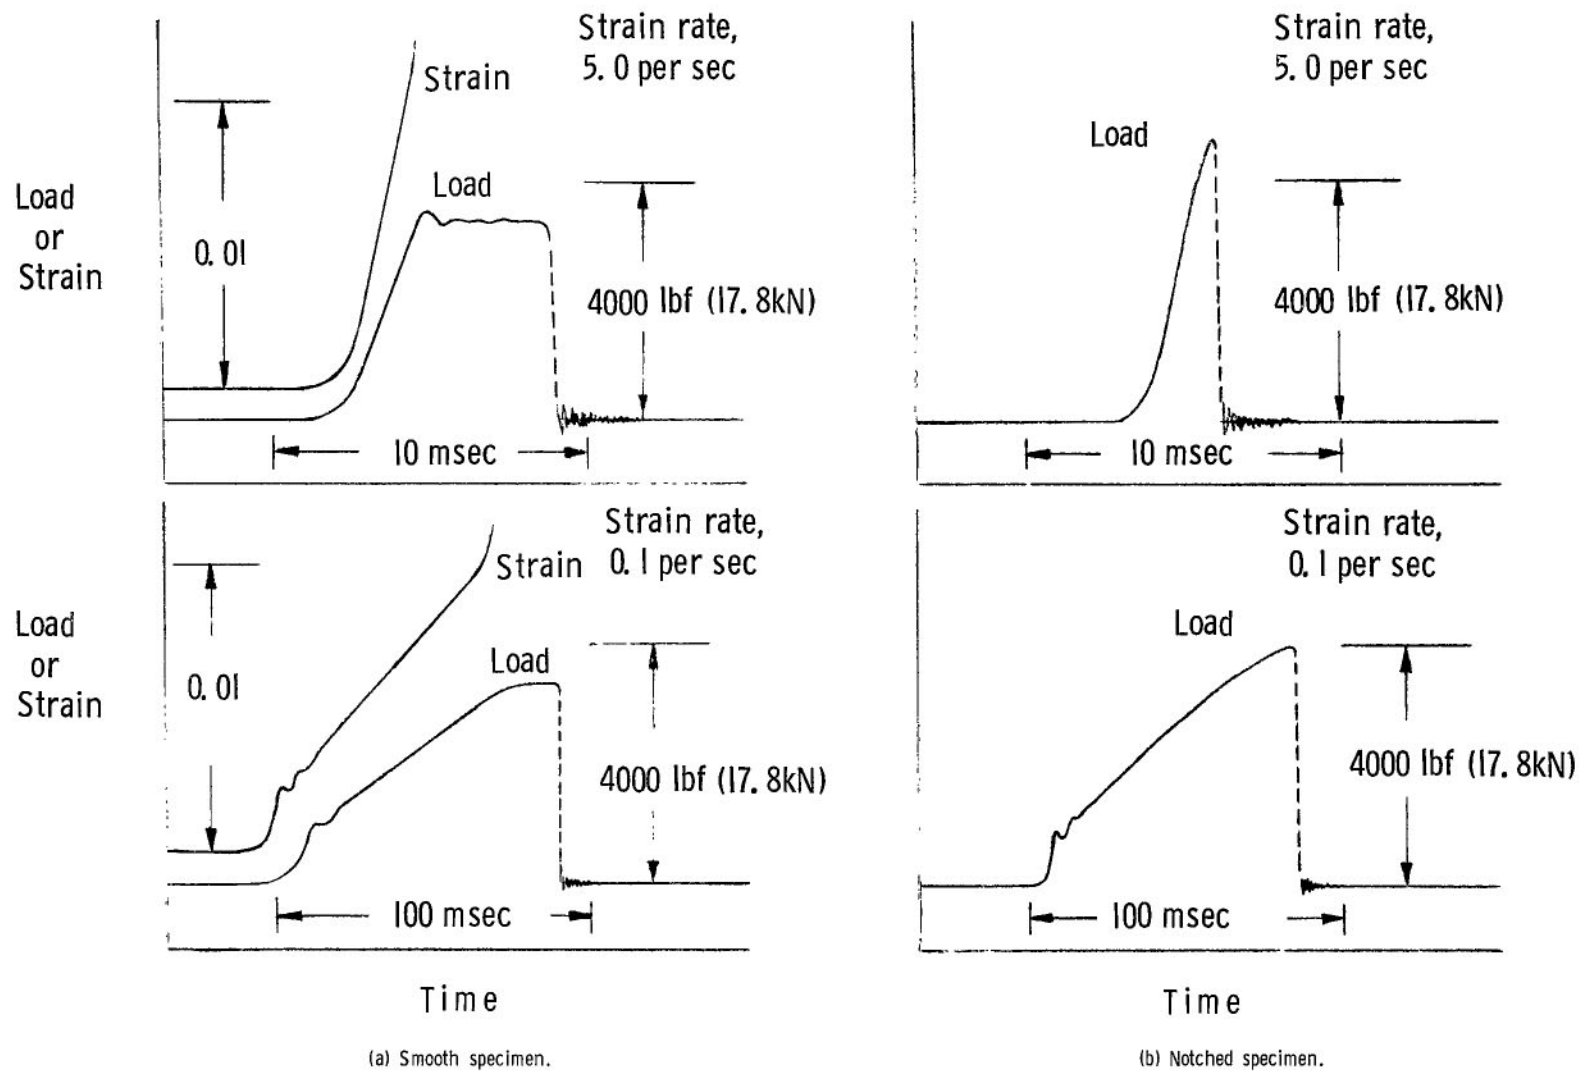 Strain rate,
5.0 per sec
Strain
Load
or
Strain
0.01
Load
4000 lbf (17.8kN)
10 msec
Strain rate,
5.0 per sec
Load
4000 lbf (17.8kN)
10 msec
Strain rate,
0.1 per sec
Strain
Load
or
Strain
0.01
Load
4000 lbf (17.8kN)
100 msec
Time
(a) Smooth specimen.
Strain rate,
0.1 per sec
Load
4000 lbf (17.8kN)
100 msec
Time
(b) Notched specimen.